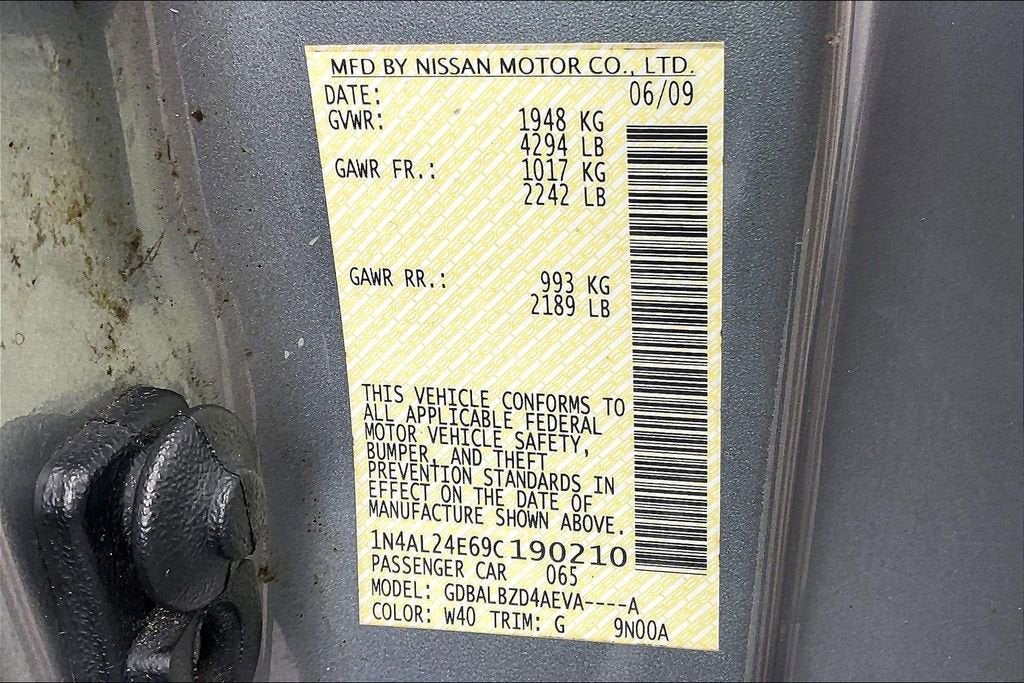 MFD BY NISSAN MOTOR CO., LTD.
DATE: 06/09
GVWR: 1948 KG
4294 LB
GAWR FR.: 1017 KG
2242 LB
GAWR RR.: 993 KG
2189 LB
THIS VEHICLE CONFORMS TO
ALL APPLICABLE FEDERAL
MOTOR VEHICLE SAFETY,
BUMPER, AND THEFT
PREVENTION STANDARDS IN
EFFECT ON THE DATE OF
MANUFACTURE SHOWN ABOVE.
1N4AL24E69C190210
PASSENGER CAR 065
MODEL: GDBALBZD4AEVA----A
COLOR: W40 TRIM: G 9N00A